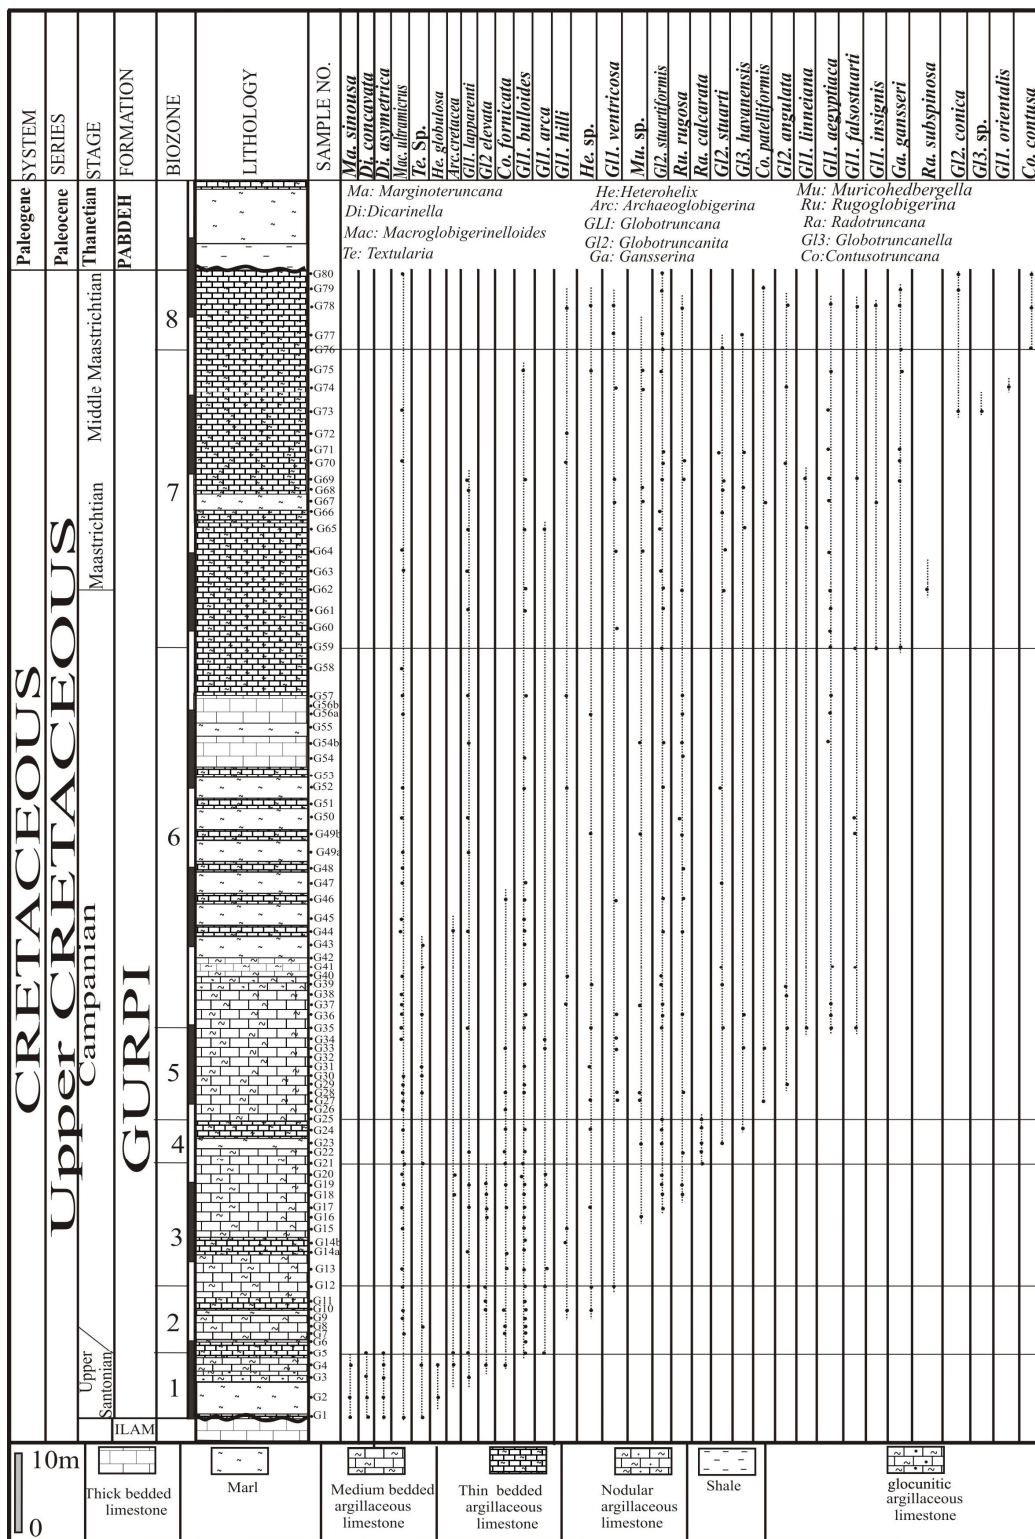 SYSTEM
SERIES
STAGE
FORMATION
BIOZONE
LITHOLOGY
SAMPLE NO.
Ma. sinousa
Di. concavata
Di. asymetrica
Mac. ultramicrus
Te. Sp.
He. globulosa
Arc.cretacea
Gl1. lapparenti
Gl2 elevata
Co. fornicata
Gl1. bulloides
Gl1. arca
Gl1. hilli
He. sp.
Gl1. ventricosa
Mu. sp.
Gl2. stuartiformis
Ru. rugosa
Ra. calcarata
Gl2. stuarti
Gl3. havanensis
Co. patelliformis
Gl2. angulata
Gl1. linneiana
Gl1. aegyptiaca
Gl1. falsostuarti
Gl1. insignis
Ga. gansseri
Ra. subspinosa
Gl2. conica
Gl3. sp.
Gl1. orientalis
Co. contusa
Ma: Marginoteruncana
Di:Dicarinella
Mac: Macroglobigerinelloides
Te: Textularia
He:Heterohelix
Arc: Archaeoglobigerina
GL1: Globotruncana
Gl2: Globotruncanita
Ga: Gansserina
Mu: Muricohedbergella
Ru: Rugoglobigerina
Ra: Radotruncana
Gl3: Globotruncanella
Co:Contusotruncana
Paleogene
Paleocene
Thanetian
PABDEH
CRETACEOUS
Upper CRETACEOUS
Middle Maastrichtian
Maastrichtian
Campanian
Upper
Santonian
GURPI
ILAM
8
7
6
5
4
3
2
1
G80
G79
G78
G77
G76
G75
G74
G73
G72
G71
G70
G69
G68
G67
G66
G65
G64
G63
G62
G61
G60
G59
G58
G57
G56b
G56a
G55
G54b
G54
G53
G52
G51
G50
G49b
G49a
G48
G47
G46
G45
G44
G43
G42
G41
G40
G39
G38
G37
G36
G35
G34
G33
G32
G31
G30
G29
G28
G27
G26
G25
G24
G23
G22
G21
G20
G19
G18
G17
G16
G15
G14b
G14a
G13
G12
G11
G10
G9
G8
G7
G6
G5
G4
G3
G2
G1
10m
0
Thick bedded
limestone
Marl
Medium bedded
argillaceous
limestone
Thin bedded
argillaceous
limestone
Nodular
argillaceous
limestone
Shale
glocunitic
argillaceous
limestone